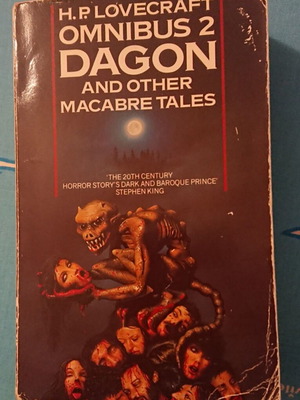 H.P. LOVECRAFT
OMNIBUS 2
DAGON
AND OTHER
MACABRE TALES
'THE 20TH CENTURY
HORROR STORY'S DARK AND BAROQUE PRINCE'
STEPHEN KING